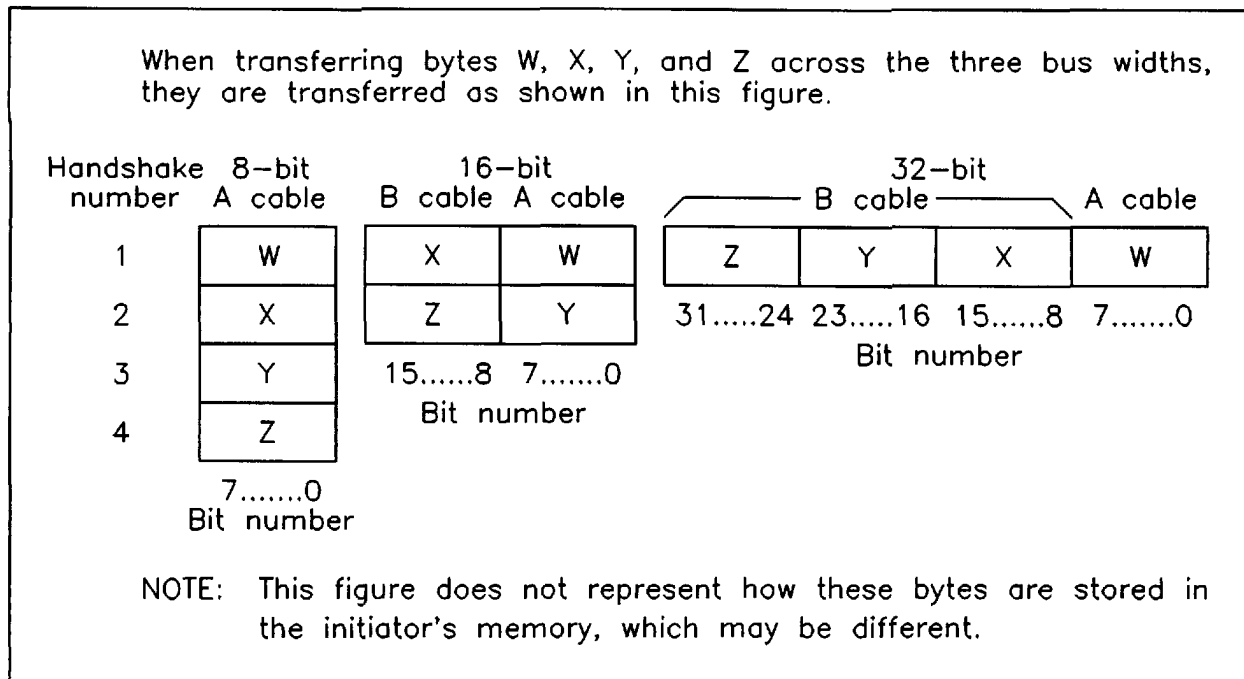 When transferring bytes W, X, Y, and Z across the three bus widths,
they are transferred as shown in this figure.
Handshake 8-bit 16-bit 32-bit
number A cable B cable A cable B cable A cable
1 W X W Z Y X W
2 X Z Y 31.....24 23.....16 15......8 7.......0
3 Y 15......8 7.......0 Bit number
4 Z Bit number
7.......0
Bit number
NOTE: This figure does not represent how these bytes are stored in
the initiator's memory, which may be different.